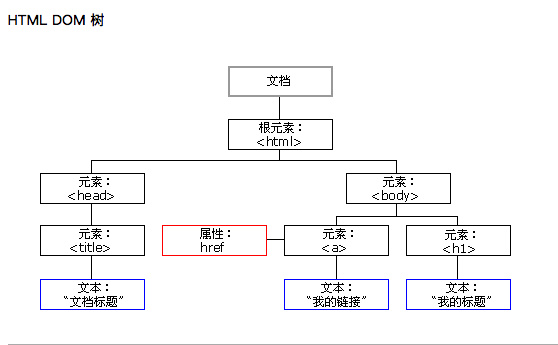 HTML DOM 树
文档
根元素：
<html>
元素：
<head>
元素：
<body>
元素：
<title>
属性：
href
元素：
<a>
元素：
<h1>
文本：
“文档标题”
文本：
“我的链接”
文本：
“我的标题”